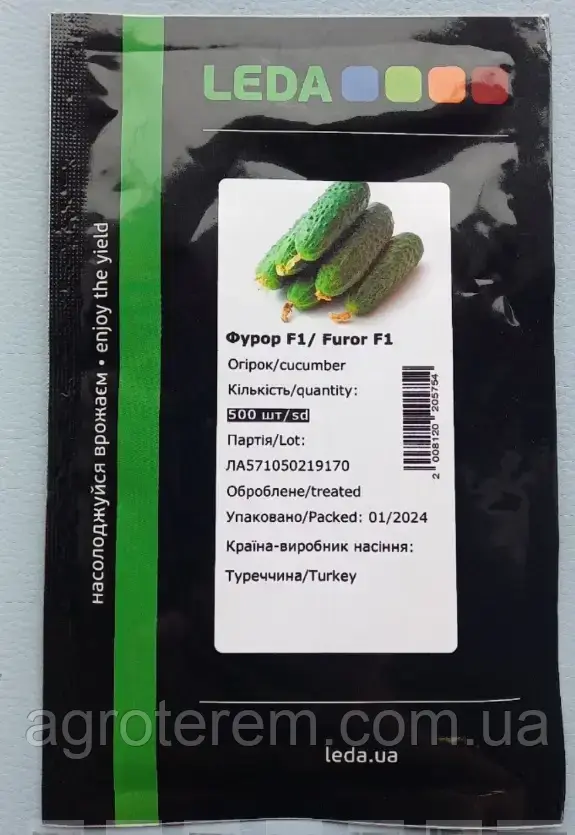 LEDA
насолоджуйся врожаєм • enjoy the yield
Фурор F1/ Furor F1
Огірок/cucumber
Кількість/quantity:
500 шт/sd
Партія/Lot:
ЛА571050219170
Оброблене/treated
Упаковано/Packed: 01/2024
Країна-виробник насіння:
Туреччина/Turkey
2 008120 205754
agroterem.com.ua
leda.ua